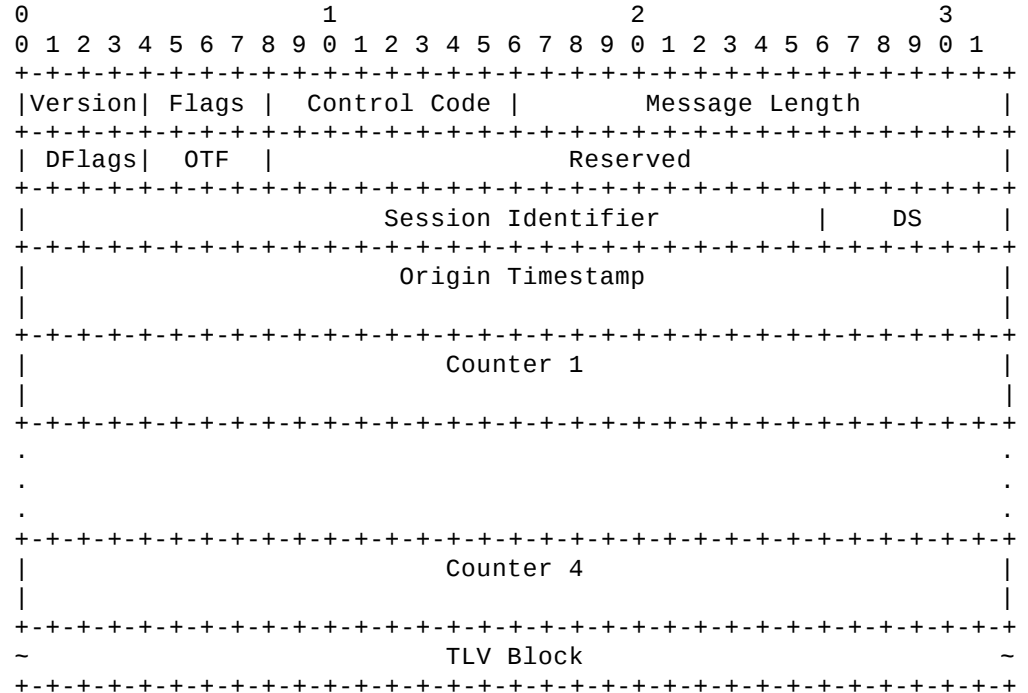 0                   1                   2                   3
0 1 2 3 4 5 6 7 8 9 0 1 2 3 4 5 6 7 8 9 0 1 2 3 4 5 6 7 8 9 0 1
+-+-+-+-+-+-+-+-+-+-+-+-+-+-+-+-+-+-+-+-+-+-+-+-+-+-+-+-+-+-+-+-+
|Version| Flags |  Control Code |        Message Length         |
+-+-+-+-+-+-+-+-+-+-+-+-+-+-+-+-+-+-+-+-+-+-+-+-+-+-+-+-+-+-+-+-+
| DFlags|  OTF  |                   Reserved                    |
+-+-+-+-+-+-+-+-+-+-+-+-+-+-+-+-+-+-+-+-+-+-+-+-+-+-+-+-+-+-+-+-+
|                       Session Identifier          |    DS     |
+-+-+-+-+-+-+-+-+-+-+-+-+-+-+-+-+-+-+-+-+-+-+-+-+-+-+-+-+-+-+-+-+
|                        Origin Timestamp                       |
|                                                               |
+-+-+-+-+-+-+-+-+-+-+-+-+-+-+-+-+-+-+-+-+-+-+-+-+-+-+-+-+-+-+-+-+
|                           Counter 1                           |
|                                                               |
+-+-+-+-+-+-+-+-+-+-+-+-+-+-+-+-+-+-+-+-+-+-+-+-+-+-+-+-+-+-+-+-+
.                                                               .
.                                                               .
.                                                               .
+-+-+-+-+-+-+-+-+-+-+-+-+-+-+-+-+-+-+-+-+-+-+-+-+-+-+-+-+-+-+-+-+
|                           Counter 4                           |
|                                                               |
+-+-+-+-+-+-+-+-+-+-+-+-+-+-+-+-+-+-+-+-+-+-+-+-+-+-+-+-+-+-+-+-+
~                           TLV Block                           ~
+-+-+-+-+-+-+-+-+-+-+-+-+-+-+-+-+-+-+-+-+-+-+-+-+-+-+-+-+-+-+-+-+